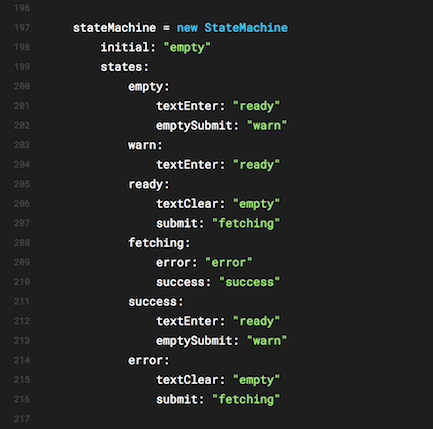 196
197 stateMachine = new StateMachine
198 initial: "empty"
199 states:
200 empty:
201 textEnter: "ready"
202 emptySubmit: "warn"
203 warn:
204 textEnter: "ready"
205 ready:
206 textClear: "empty"
207 submit: "fetching"
208 fetching:
209 error: "error"
210 success: "success"
211 success:
212 textEnter: "ready"
213 emptySubmit: "warn"
214 error:
215 textClear: "empty"
216 submit: "fetching"
217